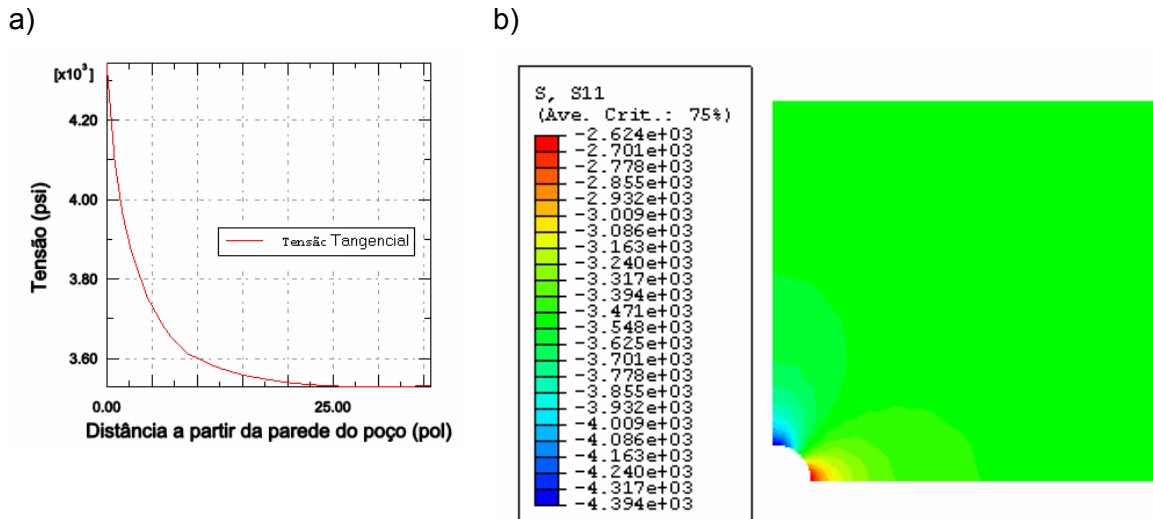 a)
b)
[x10³]
4.20
4.00
3.80
3.60
Tensão (psi)
Tensão Tangencial
0.00
25.00
Distância a partir da parede do poço (pol)
S, S11
(Ave. Crit.: 75%)
-2.624e+03
-2.701e+03
-2.778e+03
-2.855e+03
-2.932e+03
-3.009e+03
-3.086e+03
-3.163e+03
-3.240e+03
-3.317e+03
-3.394e+03
-3.471e+03
-3.548e+03
-3.625e+03
-3.701e+03
-3.778e+03
-3.855e+03
-3.932e+03
-4.009e+03
-4.086e+03
-4.163e+03
-4.240e+03
-4.317e+03
-4.394e+03